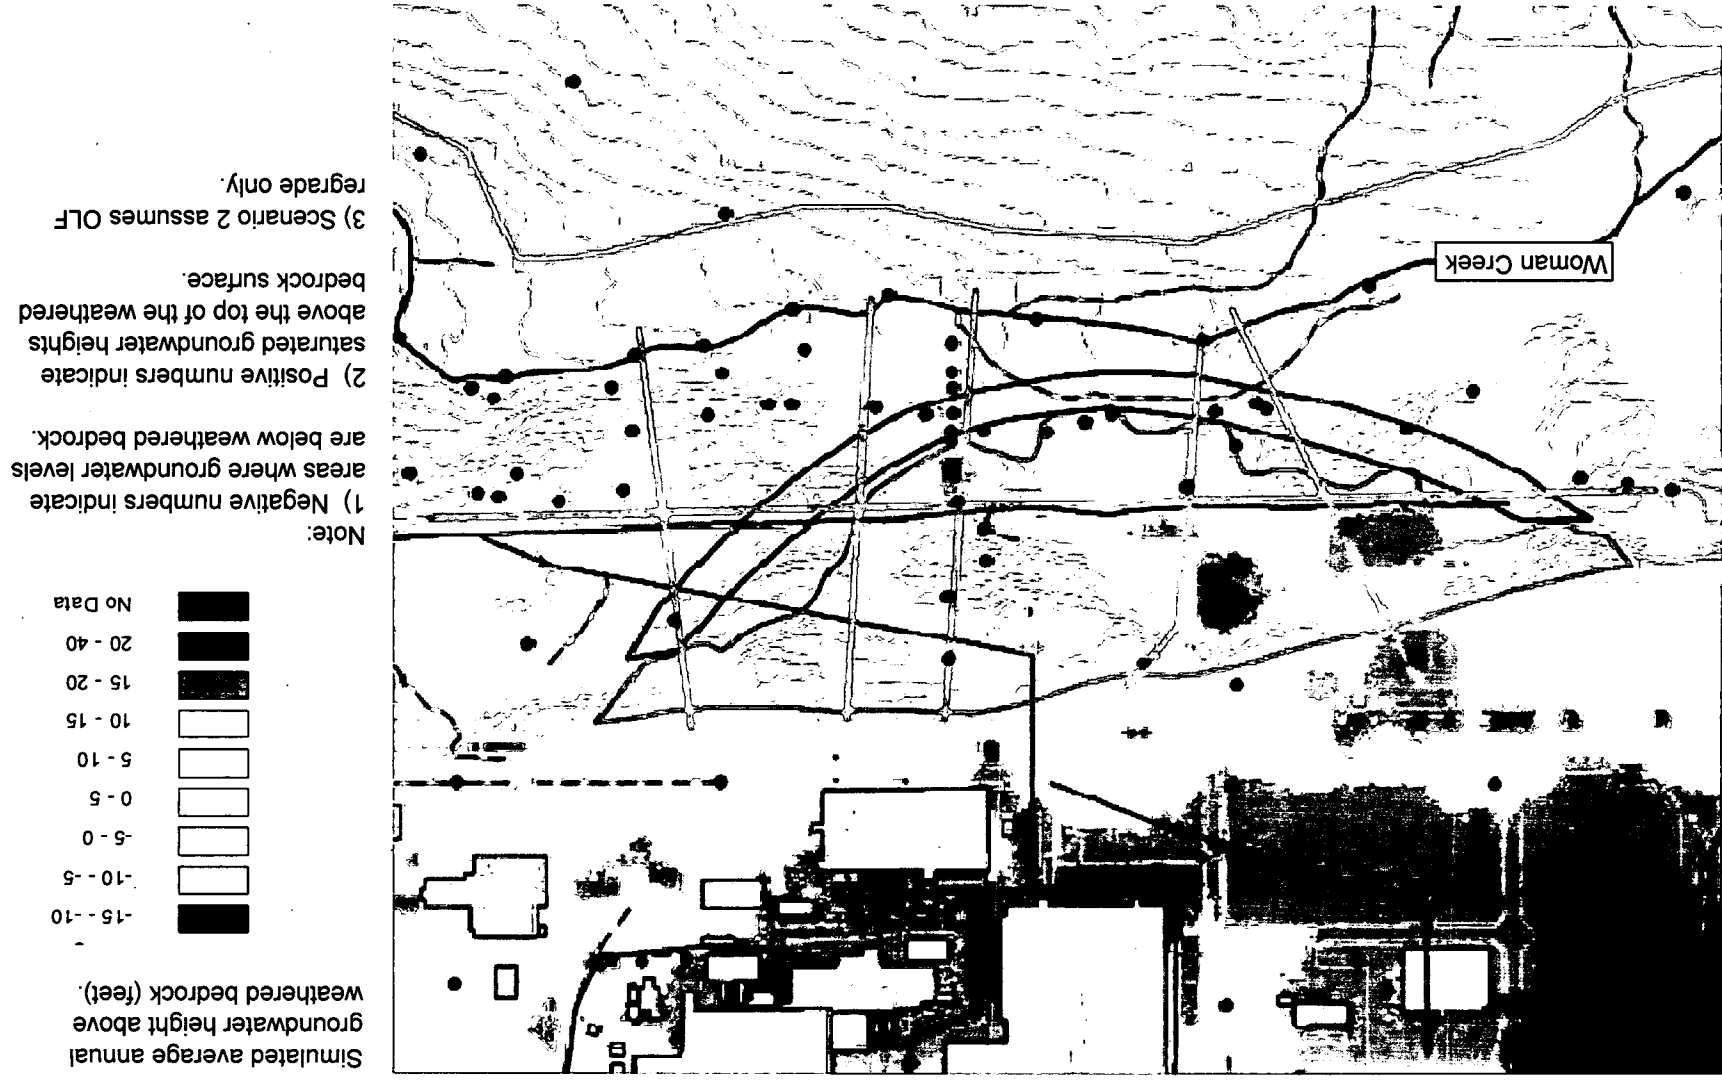 Simulated average annual
groundwater height above
weathered bedrock (feet).
-15 - -10
-10 - -5
-5 - 0
0 - 5
5 - 10
10 - 15
15 - 20
20 - 40
No Data
Note:
1) Negative numbers indicate
areas where groundwater levels
are below weathered bedrock.
2) Positive numbers indicate
saturated groundwater heights
above the top of the weathered
bedrock surface.
3) Scenario 2 assumes OLF
regrade only.
Woman Creek